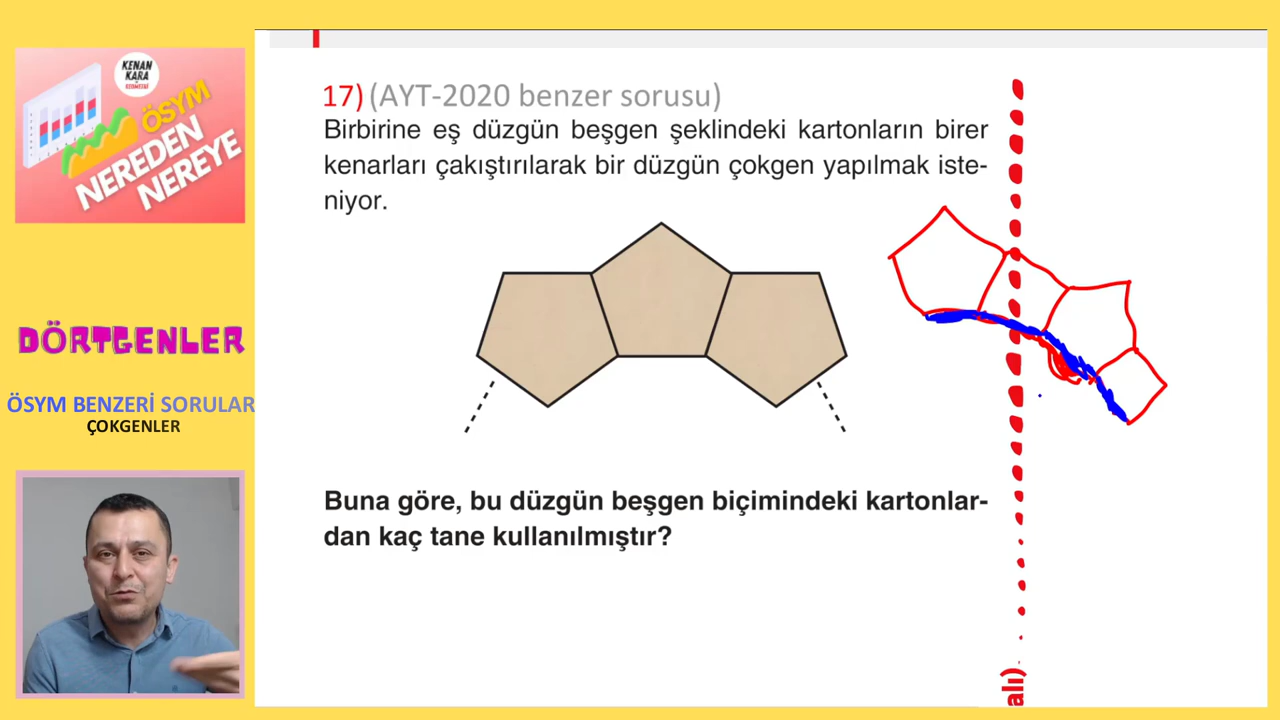 KENAN
KARA
ÖSYM
NEREDEN
NEREYE
DÖRTGENLER
ÖSYM BENZERİ SORULAR
ÇOKGENLER
17) (AYT-2020 benzer sorusu)
Birbirine eş düzgün beşgen şeklindeki kartonların birer
kenarları çakıştırılarak bir düzgün çokgen yapılmak iste-
niyor.
Buna göre, bu düzgün beşgen biçimindeki kartonlar-
dan kaç tane kullanılmıştır?
alı)